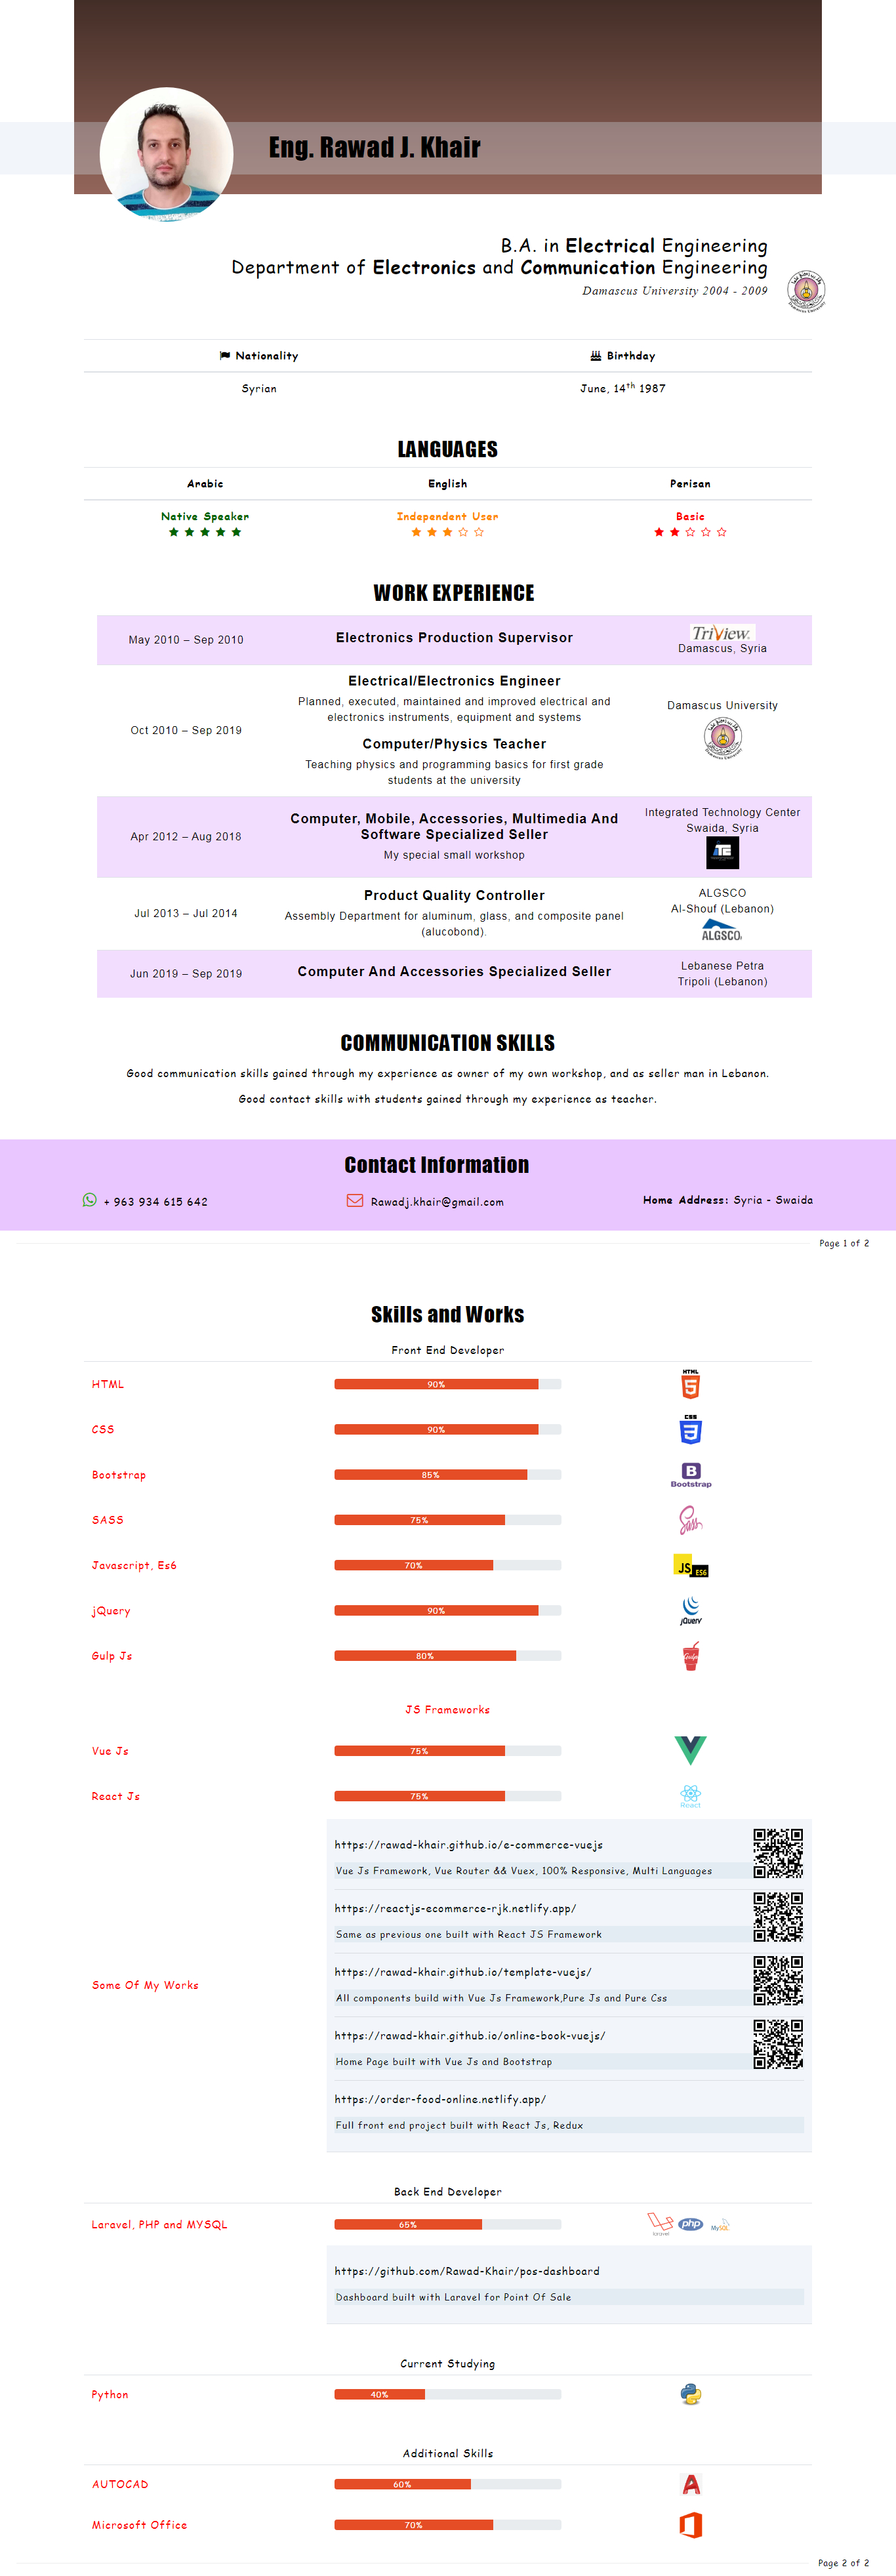 Eng. Rawad J. Khair
B.A. in Electrical Engineering
Department of Electronics and Communication Engineering
Damascus University 2004 - 2009
Nationality
Birthday
Syrian
June, 14th 1987
LANGUAGES
Arabic
English
Perisan
Native Speaker
Independent User
Basic
WORK EXPERIENCE
May 2010 – Sep 2010
Electronics Production Supervisor
TriView.
Damascus, Syria
Oct 2010 – Sep 2019
Electrical/Electronics Engineer
Planned, executed, maintained and improved electrical and
electronics instruments, equipment and systems
Computer/Physics Teacher
Teaching physics and programming basics for first grade
students at the university
Damascus University
Apr 2012 – Aug 2018
Computer, Mobile, Accessories, Multimedia And
Software Specialized Seller
My special small workshop
Integrated Technology Center
Swaida, Syria
Jul 2013 – Jul 2014
Product Quality Controller
Assembly Department for aluminum, glass, and composite panel
(alucobond).
ALGSCO
Al-Shouf (Lebanon)
ALGSCO
Jun 2019 – Sep 2019
Computer And Accessories Specialized Seller
Lebanese Petra
Tripoli (Lebanon)
COMMUNICATION SKILLS
Good communication skills gained through my experience as owner of my own workshop, and as seller man in Lebanon.
Good contact skills with students gained through my experience as teacher.
Contact Information
+ 963 934 615 642
Rawadj.khair@gmail.com
Home Address: Syria - Swaida
Page 1 of 2
Skills and Works
Front End Developer
HTML
90%
HTML
5
CSS
90%
CSS
3
Bootstrap
85%
B
Bootstrap
SASS
75%
Sass
Javascript, Es6
70%
JS ES6
jQuery
90%
jQuery
Gulp Js
80%
Gulp
JS Frameworks
Vue Js
75%
React Js
75%
React
Some Of My Works
https://rawad-khair.github.io/e-commerce-vuejs
Vue Js Framework, Vue Router && Vuex, 100% Responsive, Multi Languages
https://reactjs-ecommerce-rjk.netlify.app/
Same as previous one built with React JS Framework
https://rawad-khair.github.io/template-vuejs/
All components build with Vue Js Framework,Pure Js and Pure Css
https://rawad-khair.github.io/online-book-vuejs/
Home Page built with Vue Js and Bootstrap
https://order-food-online.netlify.app/
Full front end project built with React Js, Redux
Back End Developer
Laravel, PHP and MYSQL
65%
laravel
php
MySQL
https://github.com/Rawad-Khair/pos-dashboard
Dashboard built with Laravel for Point Of Sale
Current Studying
Python
40%
Additional Skills
AUTOCAD
60%
A
Microsoft Office
70%
Page 2 of 2